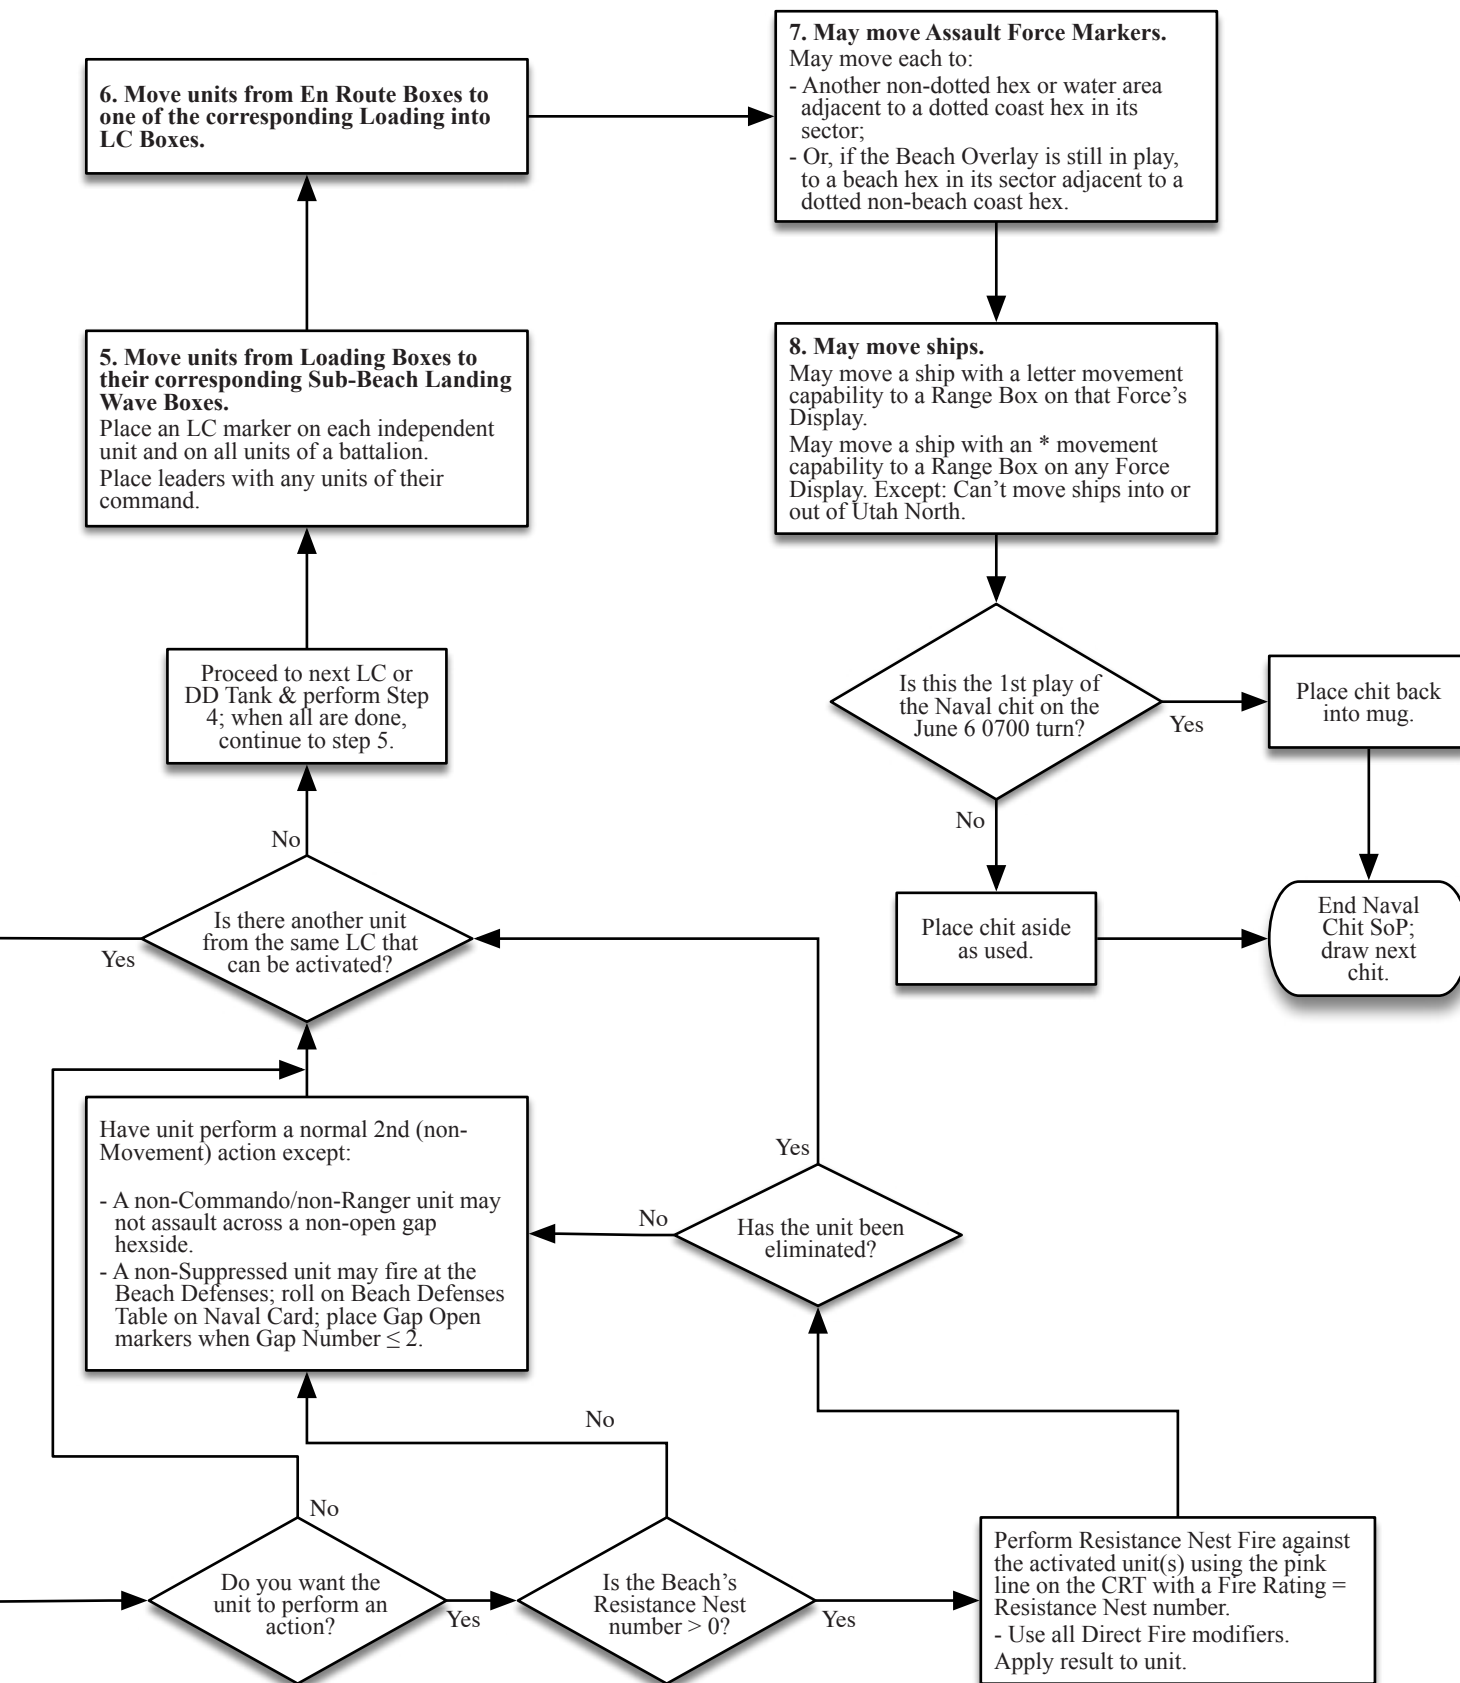 7. May move Assault Force Markers.
May move each to:
- Another non-dotted hex or water area
adjacent to a dotted coast hex in its
sector;
- Or, if the Beach Overlay is still in play,
to a beach hex in its sector adjacent to a
dotted non-beach coast hex.
6. Move units from En Route Boxes to
one of the corresponding Loading into
LC Boxes.
5. Move units from Loading Boxes to
their corresponding Sub-Beach Landing
Wave Boxes.
Place an LC marker on each independent
unit and on all units of a battalion.
Place leaders with any units of their
command.
8. May move ships.
May move a ship with a letter movement
capability to a Range Box on that Force’s
Display.
May move a ship with an * movement
capability to a Range Box on any Force
Display. Except: Can’t move ships into or
out of Utah North.
Proceed to next LC or
DD Tank & perform Step
4; when all are done,
continue to step 5.
Is this the 1st play of
the Naval chit on the
June 6 0700 turn?
Yes
Place chit back
into mug.
No
No
Is there another unit
from the same LC that
can be activated?
Yes
Place chit aside
as used.
End Naval
Chit SoP;
draw next
chit.
Have unit perform a normal 2nd (non-
Movement) action except:
- A non-Commando/non-Ranger unit may
not assault across a non-open gap
hexside.
- A non-Suppressed unit may fire at the
Beach Defenses; roll on Beach Defenses
Table on Naval Card; place Gap Open
markers when Gap Number ≤ 2.
Yes
No
Has the unit been
eliminated?
No
No
Do you want the
unit to perform an
action?
Yes
Is the Beach’s
Resistance Nest
number > 0?
Yes
Perform Resistance Nest Fire against
the activated unit(s) using the pink
line on the CRT with a Fire Rating =
Resistance Nest number.
- Use all Direct Fire modifiers.
Apply result to unit.